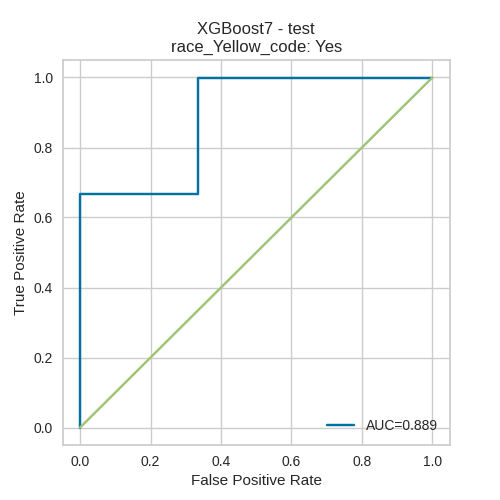 XGBoost7 - test
race_Yellow_code: Yes
True Positive Rate
1.0
0.8
0.6
0.4
0.2
0.0
AUC=0.889
0.0 0.2 0.4 0.6 0.8 1.0
False Positive Rate